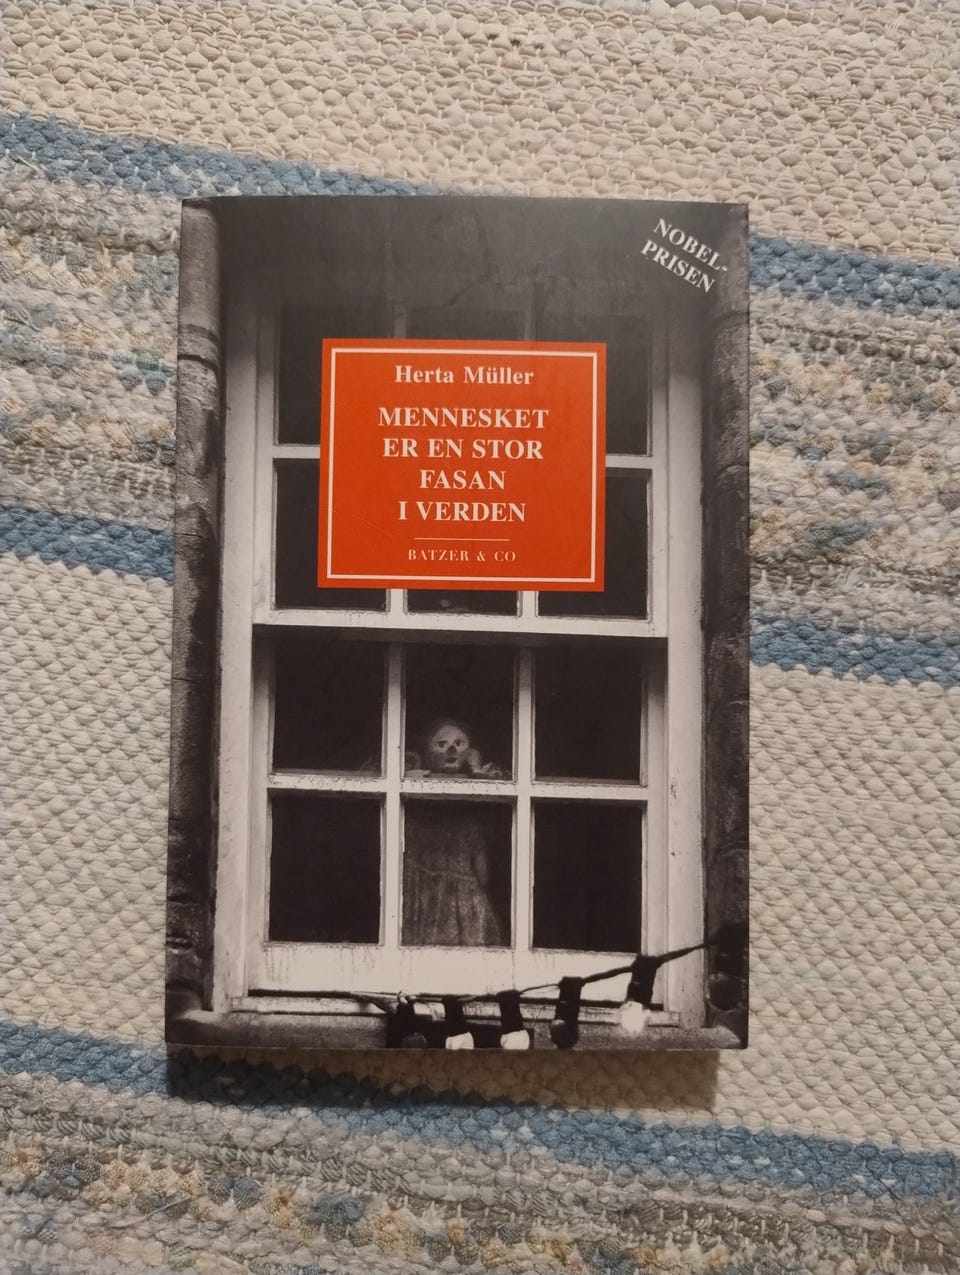 NOBEL-
PRISEN
Herta Müller
MENNESKET
ER EN STOR
FASAN
I VERDEN
BATZER & CO